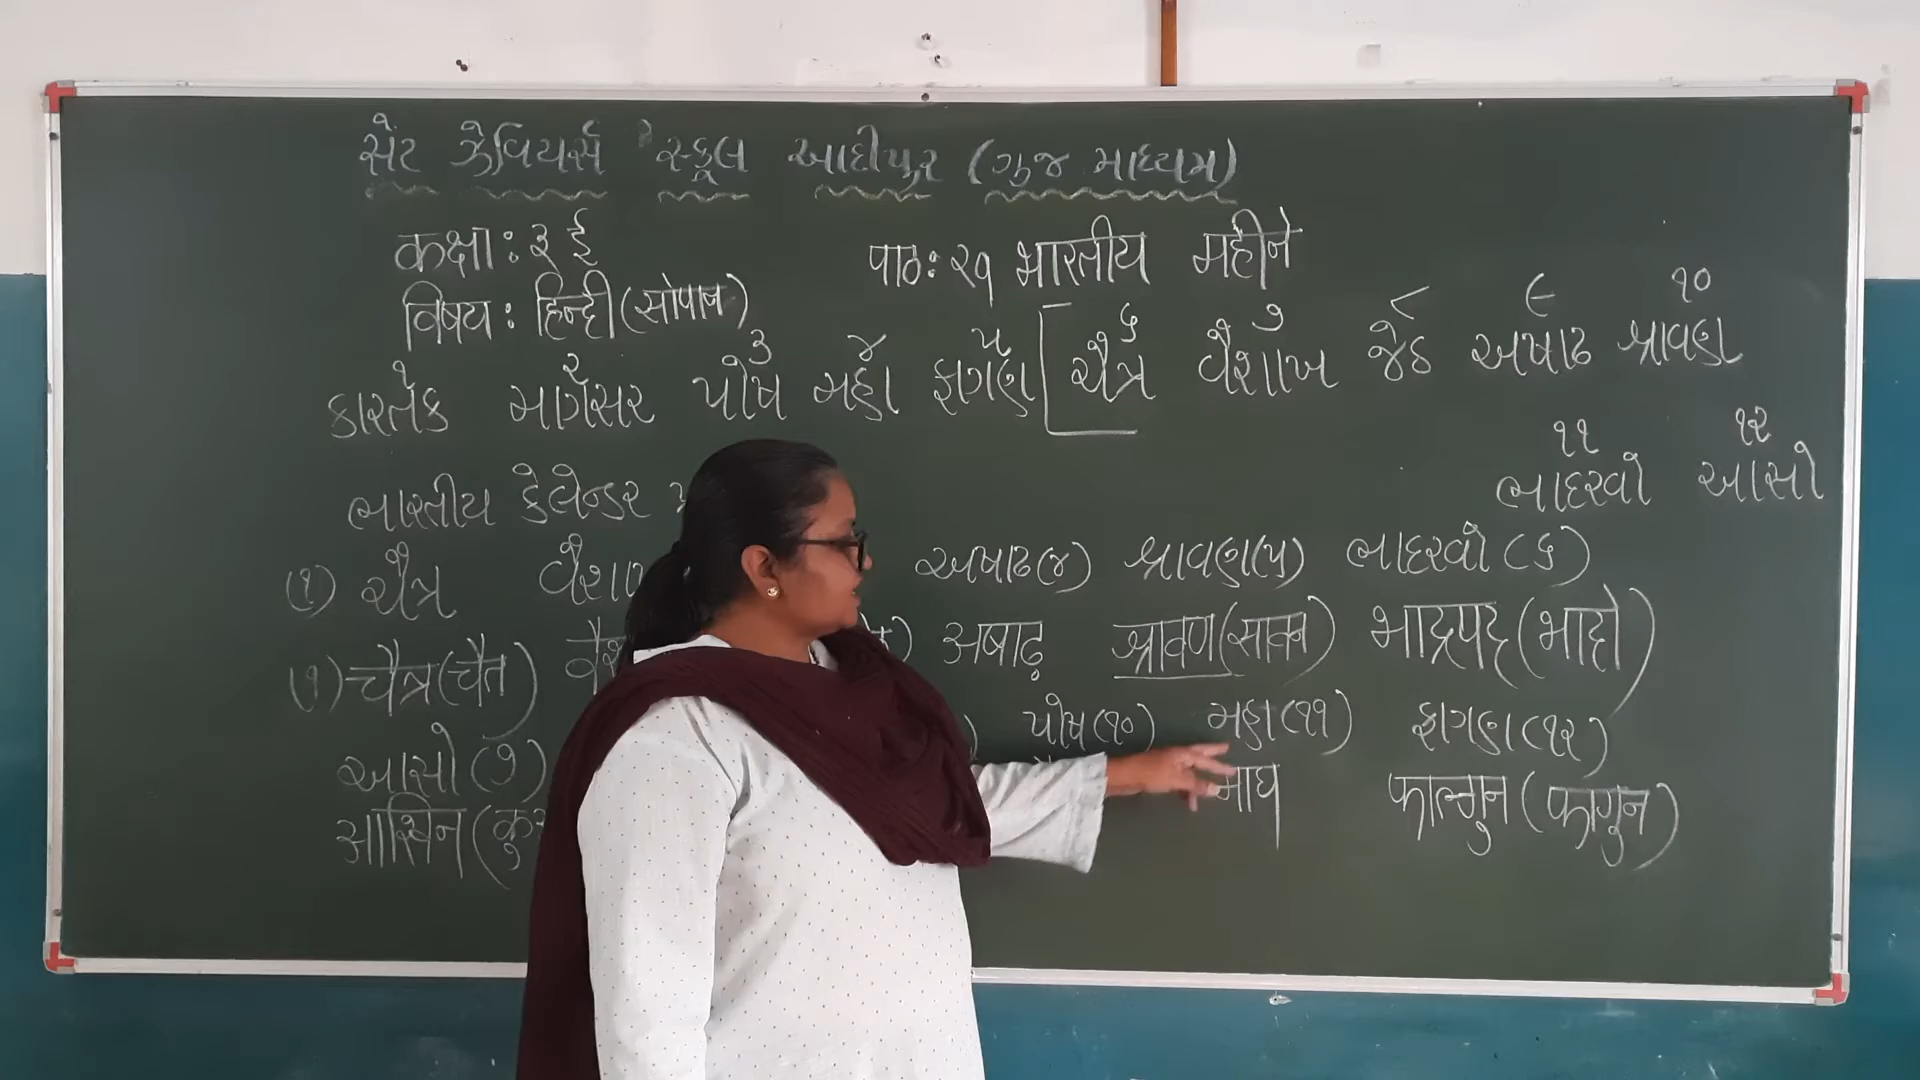 સેંટ ઝેવિયર્સ સ્કૂલ આદીપુર (ગુજ માધ્યમ)
कक्षा: ३ ई
पाठ: २१ भारतीय महीने
विषय: हिन्दी (सोपान)
૧ ૨ ૩ ૪ ૫ ૬ ૭ ૮ ૯ ૧૦
કારતક માગસર પોષ મહા ફાગણ [ ચૈત્ર વૈશાખ જેઠ અષાઢ શ્રાવણ
૧૧ ૧૨
ભાદરવો આસો
ભારતીય કેલેન્ડર
(૧) ચૈત્ર અષાઢ(૪) શ્રાવણ(૫) ભાદરવો(૬)
(१) चैत्र(चैत) अषाढ़ श्रावण(सावन) भाद्रपद(भादो)
આસો(૭) પોષ(૧૦) મહા(૧૧) ફાગણ(૧૨)
आश्विन( माघ फाल्गुन(फागुन)